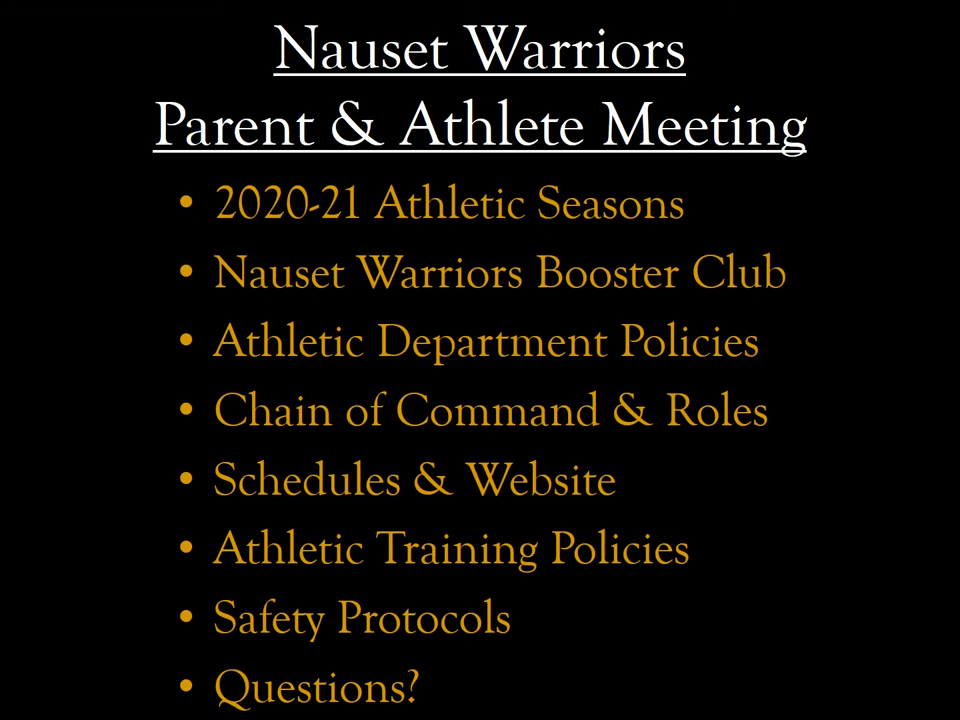 Nauset Warriors
Parent & Athlete Meeting
• 2020-21 Athletic Seasons
• Nauset Warriors Booster Club
• Athletic Department Policies
• Chain of Command & Roles
• Schedules & Website
• Athletic Training Policies
• Safety Protocols
• Questions?